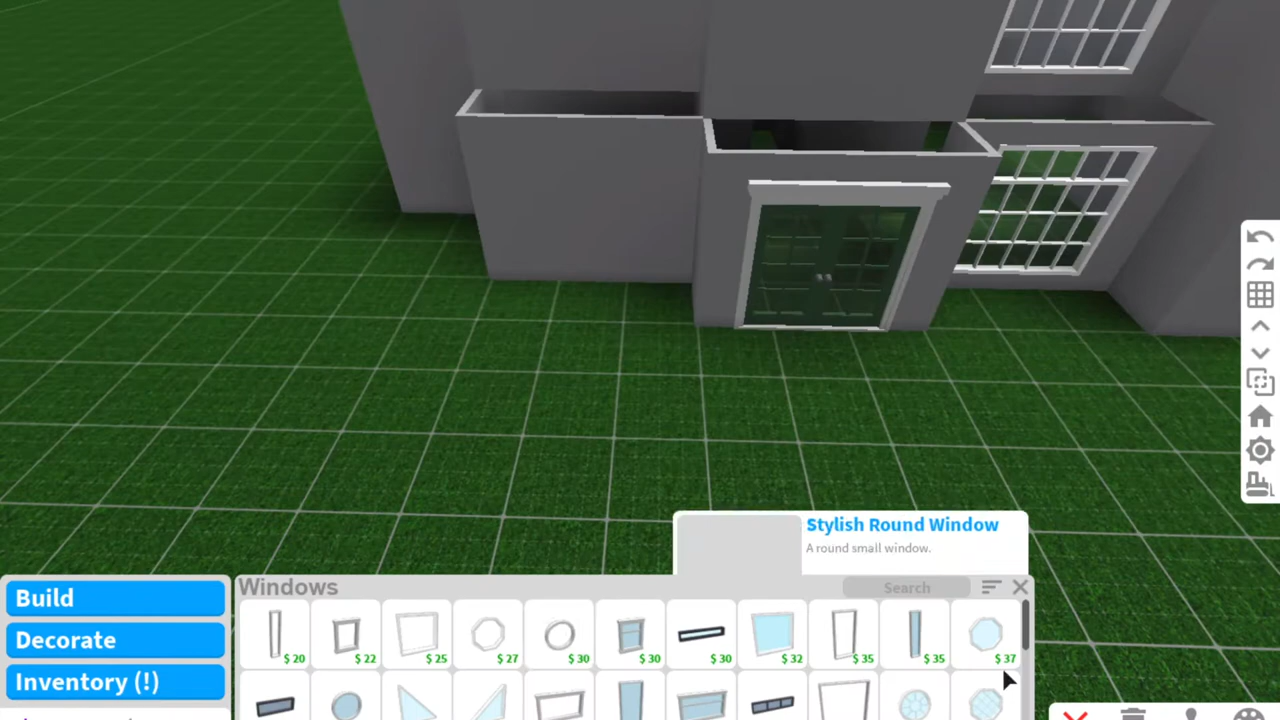 Stylish Round Window
A round small window.
Windows
Search
Build
Decorate
Inventory (!)
$ 20
$ 22
$ 25
$ 27
$ 30
$ 30
$ 30
$ 32
$ 35
$ 35
$ 37